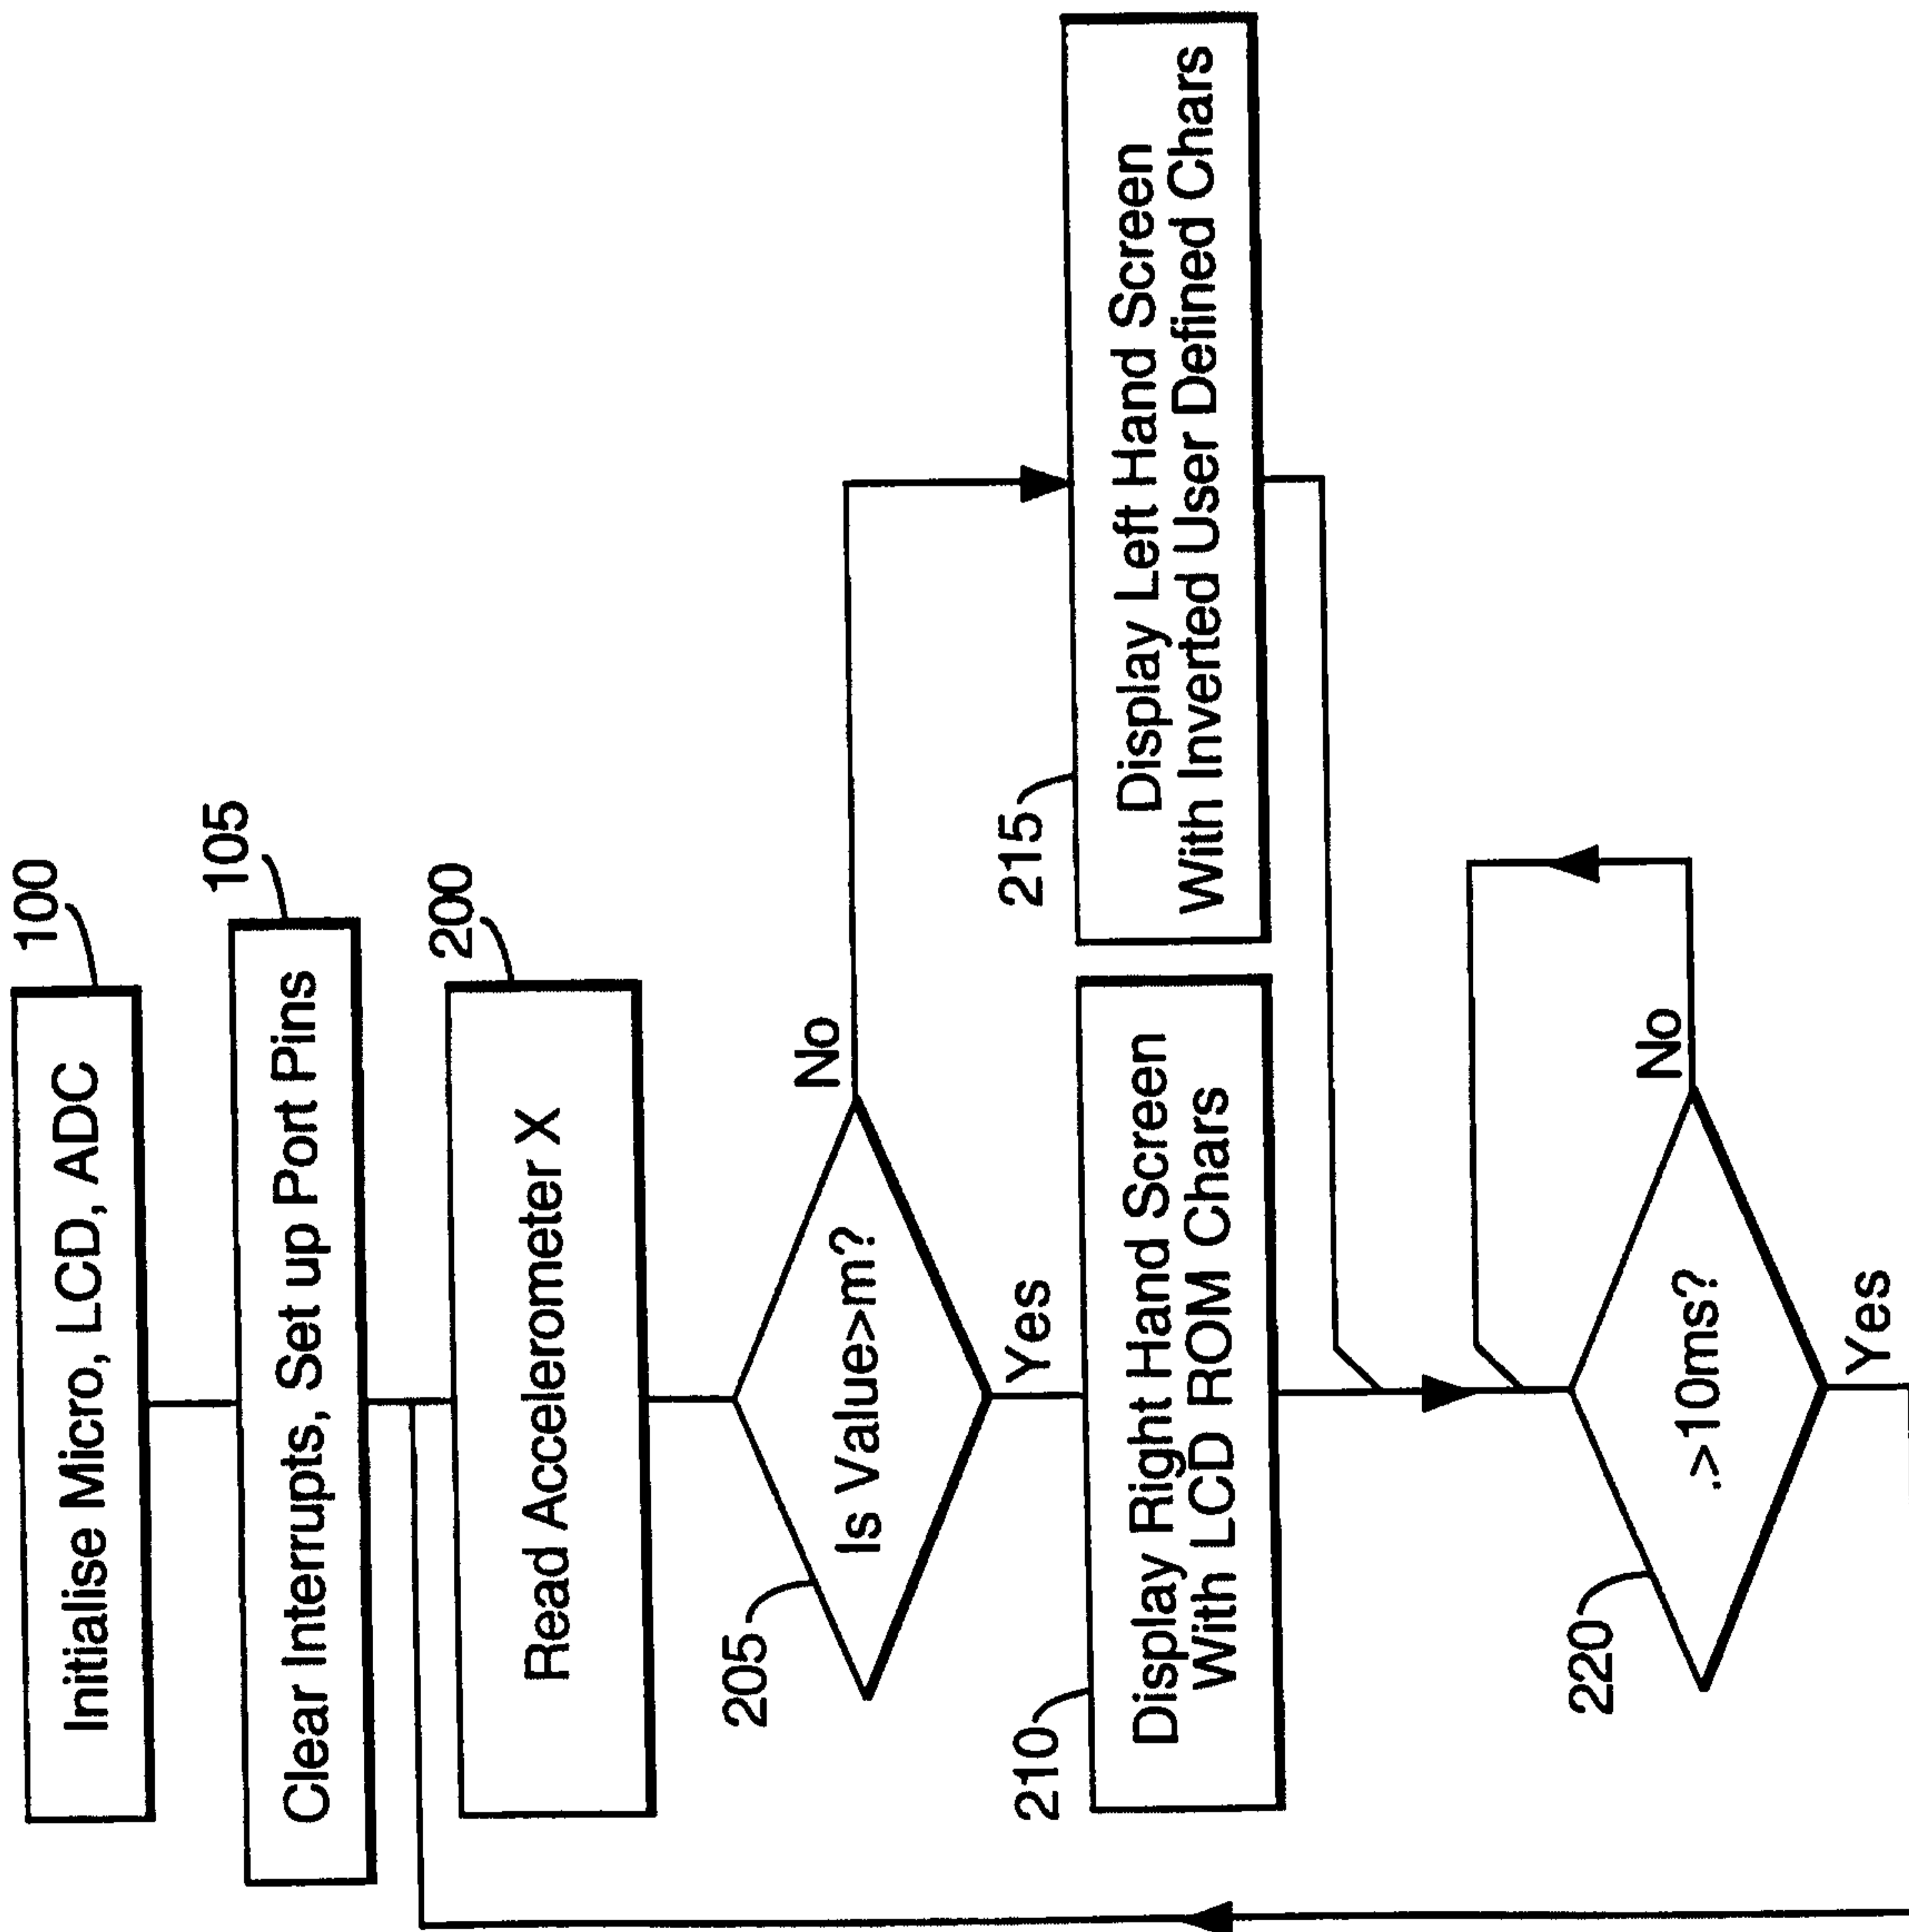 100
Initialise Micro, LCD, ADC
105
Clear Interrupts, Set up Port Pins
200
Read Accelerometer X
205
Is Value>m?
No
Yes
210
Display Right Hand Screen
With LCD ROM Chars
215
Display Left Hand Screen
With Inverted User Defined Chars
220
.>10ms?
No
Yes